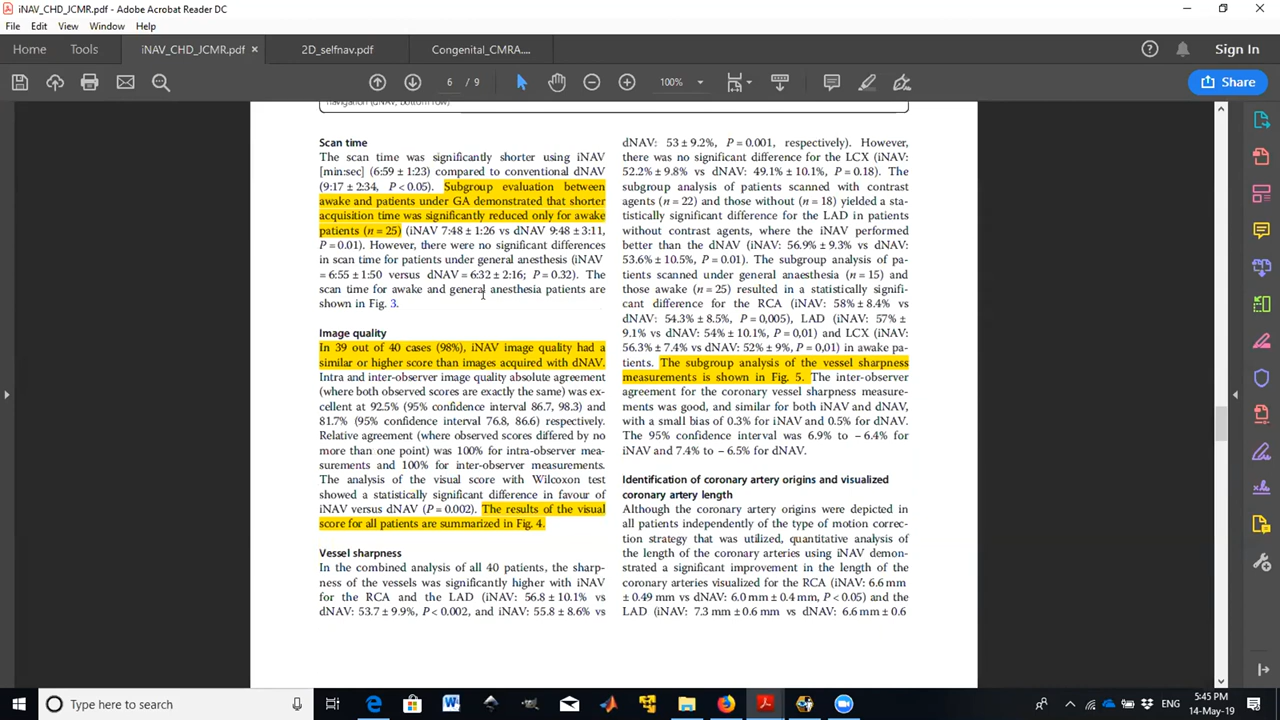 iNAV_CHD_JCMR.pdf - Adobe Acrobat Reader DC
File Edit View Window Help
Home Tools iNAV_CHD_JCMR.pdf × 2D_selfnav.pdf Congenital_CMRA.... Sign In
6 / 9 100% Share
navigation (dNAV, bottom row)
Scan time
The scan time was significantly shorter using iNAV
[min:sec] (6:59 ± 1:23) compared to conventional dNAV
(9:17 ± 2:34, P < 0.05). Subgroup evaluation between
awake and patients under GA demonstrated that shorter
acquisition time was significantly reduced only for awake
patients (n = 25) (iNAV 7:48 ± 1:26 vs dNAV 9:48 ± 3:11,
P = 0.01). However, there were no significant differences
in scan time for patients under general anesthesia (iNAV
= 6:55 ± 1:50 versus dNAV = 6:32 ± 2:16; P = 0.32). The
scan time for awake and general anesthesia patients are
shown in Fig. 3.
Image quality
In 39 out of 40 cases (98%), iNAV image quality had a
similar or higher score than images acquired with dNAV.
Intra and inter-observer image quality absolute agreement
(where both observed scores are exactly the same) was ex-
cellent at 92.5% (95% confidence interval 86.7, 98.3) and
81.7% (95% confidence interval 76.8, 86.6) respectively.
Relative agreement (where observed scores differed by no
more than one point) was 100% for intra-observer mea-
surements and 100% for inter-observer measurements.
The analysis of the visual score with Wilcoxon test
showed a statistically significant difference in favour of
iNAV versus dNAV (P = 0.002). The results of the visual
score for all patients are summarized in Fig. 4.
Vessel sharpness
In the combined analysis of all 40 patients, the sharp-
ness of the vessels was significantly higher with iNAV
for the RCA and the LAD (iNAV: 56.8 ± 10.1% vs
dNAV: 53.7 ± 9.9%, P < 0.002, and iNAV: 55.8 ± 8.6% vs
dNAV: 53 ± 9.2%, P = 0.001, respectively). However,
there was no significant difference for the LCX (iNAV:
52.2% ± 9.8% vs dNAV: 49.1% ± 10.1%, P = 0.18). The
subgroup analysis of patients scanned with contrast
agents (n = 22) and those without (n = 18) yielded a sta-
tistically significant difference for the LAD in patients
without contrast agents, where the iNAV performed
better than the dNAV (iNAV: 56.9% ± 9.3% vs dNAV:
53.6% ± 10.5%, P = 0.01). The subgroup analysis of pa-
tients scanned under general anaesthesia (n = 15) and
those awake (n = 25) resulted in a statistically signifi-
cant difference for the RCA (iNAV: 58% ± 8.4% vs
dNAV: 54.3% ± 8.5%, P = 0,005), LAD (iNAV: 57% ±
9.1% vs dNAV: 54% ± 10.1%, P = 0,01) and LCX (iNAV:
56.3% ± 7.4% vs dNAV: 52% ± 9%, P = 0,01) in awake pa-
tients. The subgroup analysis of the vessel sharpness
measurements is shown in Fig. 5. The inter-observer
agreement for the coronary vessel sharpness measure-
ments was good, and similar for both iNAV and dNAV,
with a small bias of 0.3% for iNAV and 0.5% for dNAV.
The 95% confidence interval was 6.9% to − 6.4% for
iNAV and 7.4% to − 6.5% for dNAV.
Identification of coronary artery origins and visualized
coronary artery length
Although the coronary artery origins were depicted in
all patients independently of the type of motion correc-
tion strategy that was utilized, quantitative analysis of
the length of the coronary arteries using iNAV demon-
strated a significant improvement in the length of the
coronary arteries visualized for the RCA (iNAV: 6.6 mm
± 0.49 mm vs dNAV: 6.0 mm ± 0.4 mm, P < 0.05) and the
LAD (iNAV: 7.3 mm ± 0.6 mm vs dNAV: 6.6 mm ± 0.6
Type here to search
ENG
5:45 PM
14-May-19